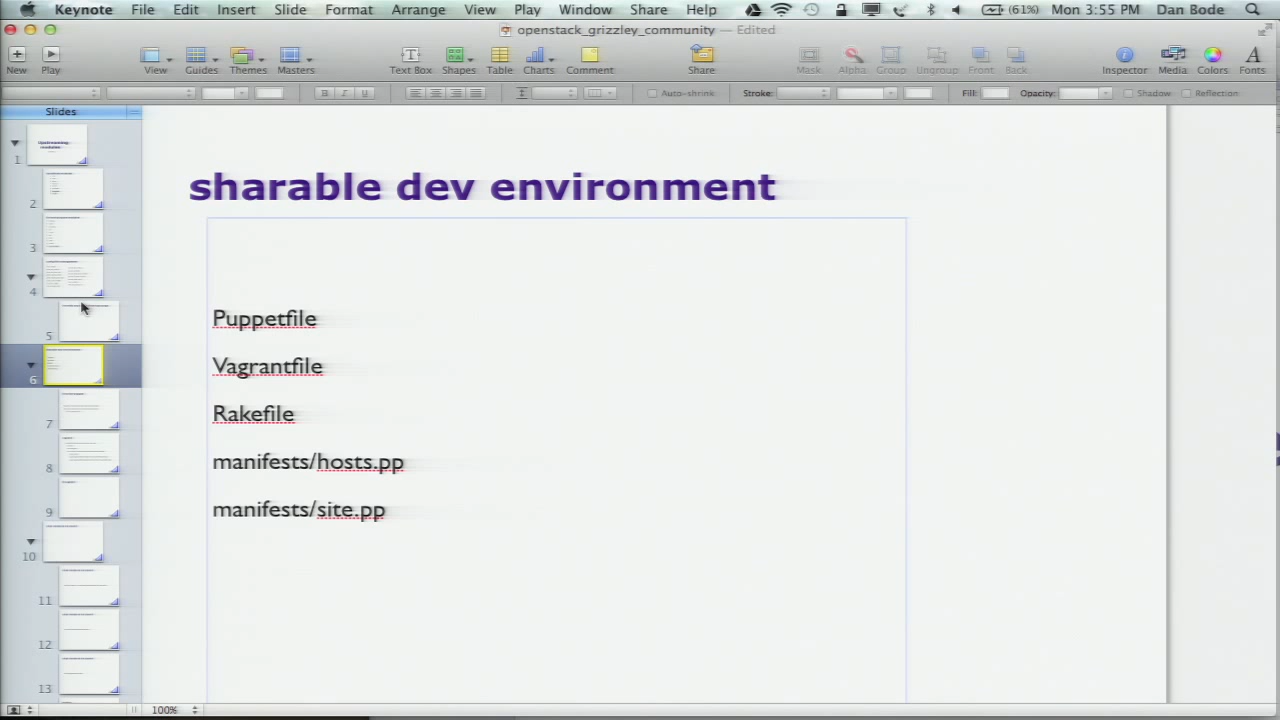 Keynote File Edit Insert Slide Format Arrange View Play Window Share Help (61%) Mon 3:55 PM Dan Bode
openstack_grizzley_community — Edited
New Play View Guides Themes Masters Text Box Shapes Table Charts Comment Share Mask Alpha Group Ungroup Front Back Inspector Media Colors Fonts
B I U Auto-shrink Stroke: Fill: Opacity: Shadow Reflection
Slides
1
2
3
4
5
6
7
8
9
10
11
12
13
sharable dev environment
Puppetfile
Vagrantfile
Rakefile
manifests/hosts.pp
manifests/site.pp
100%